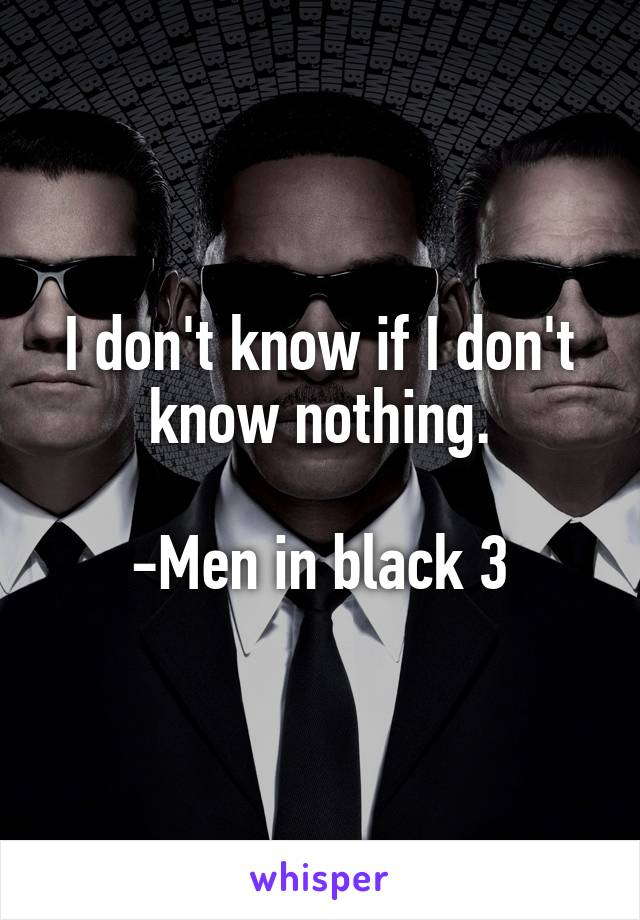 I don't know if I don't
know nothing.
-Men in black 3
whisper